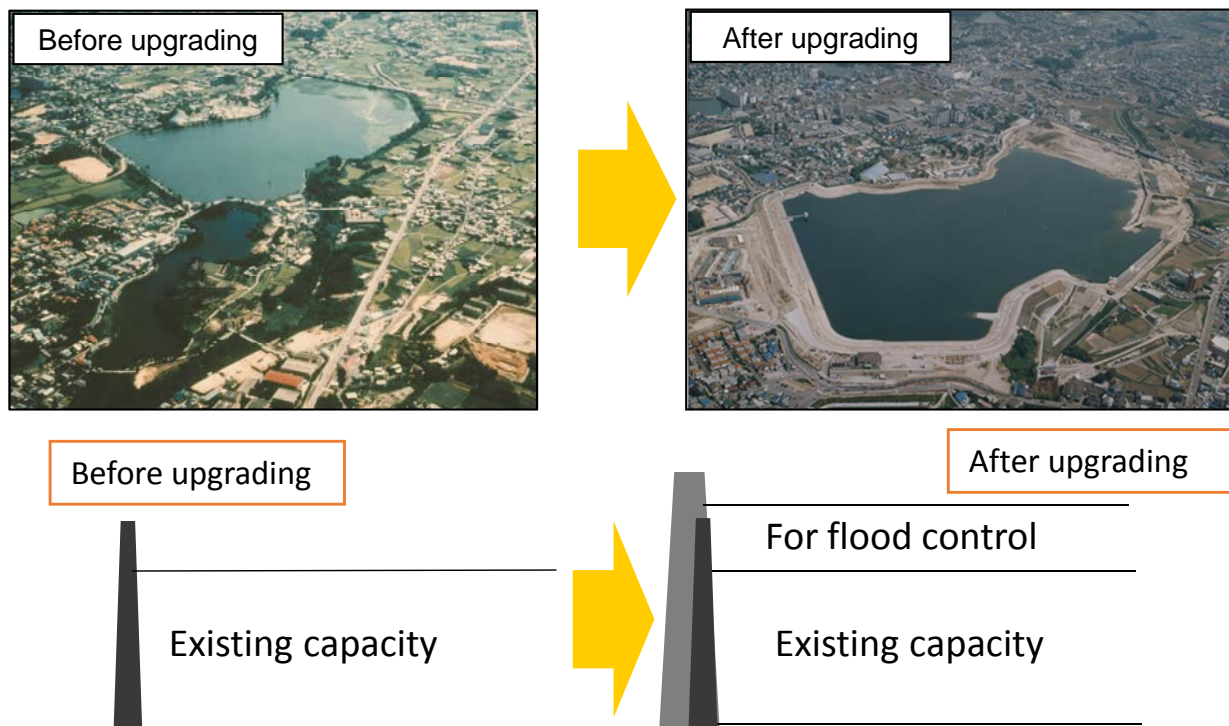 Before upgrading
After upgrading
Before upgrading
After upgrading
For flood control
Existing capacity
Existing capacity